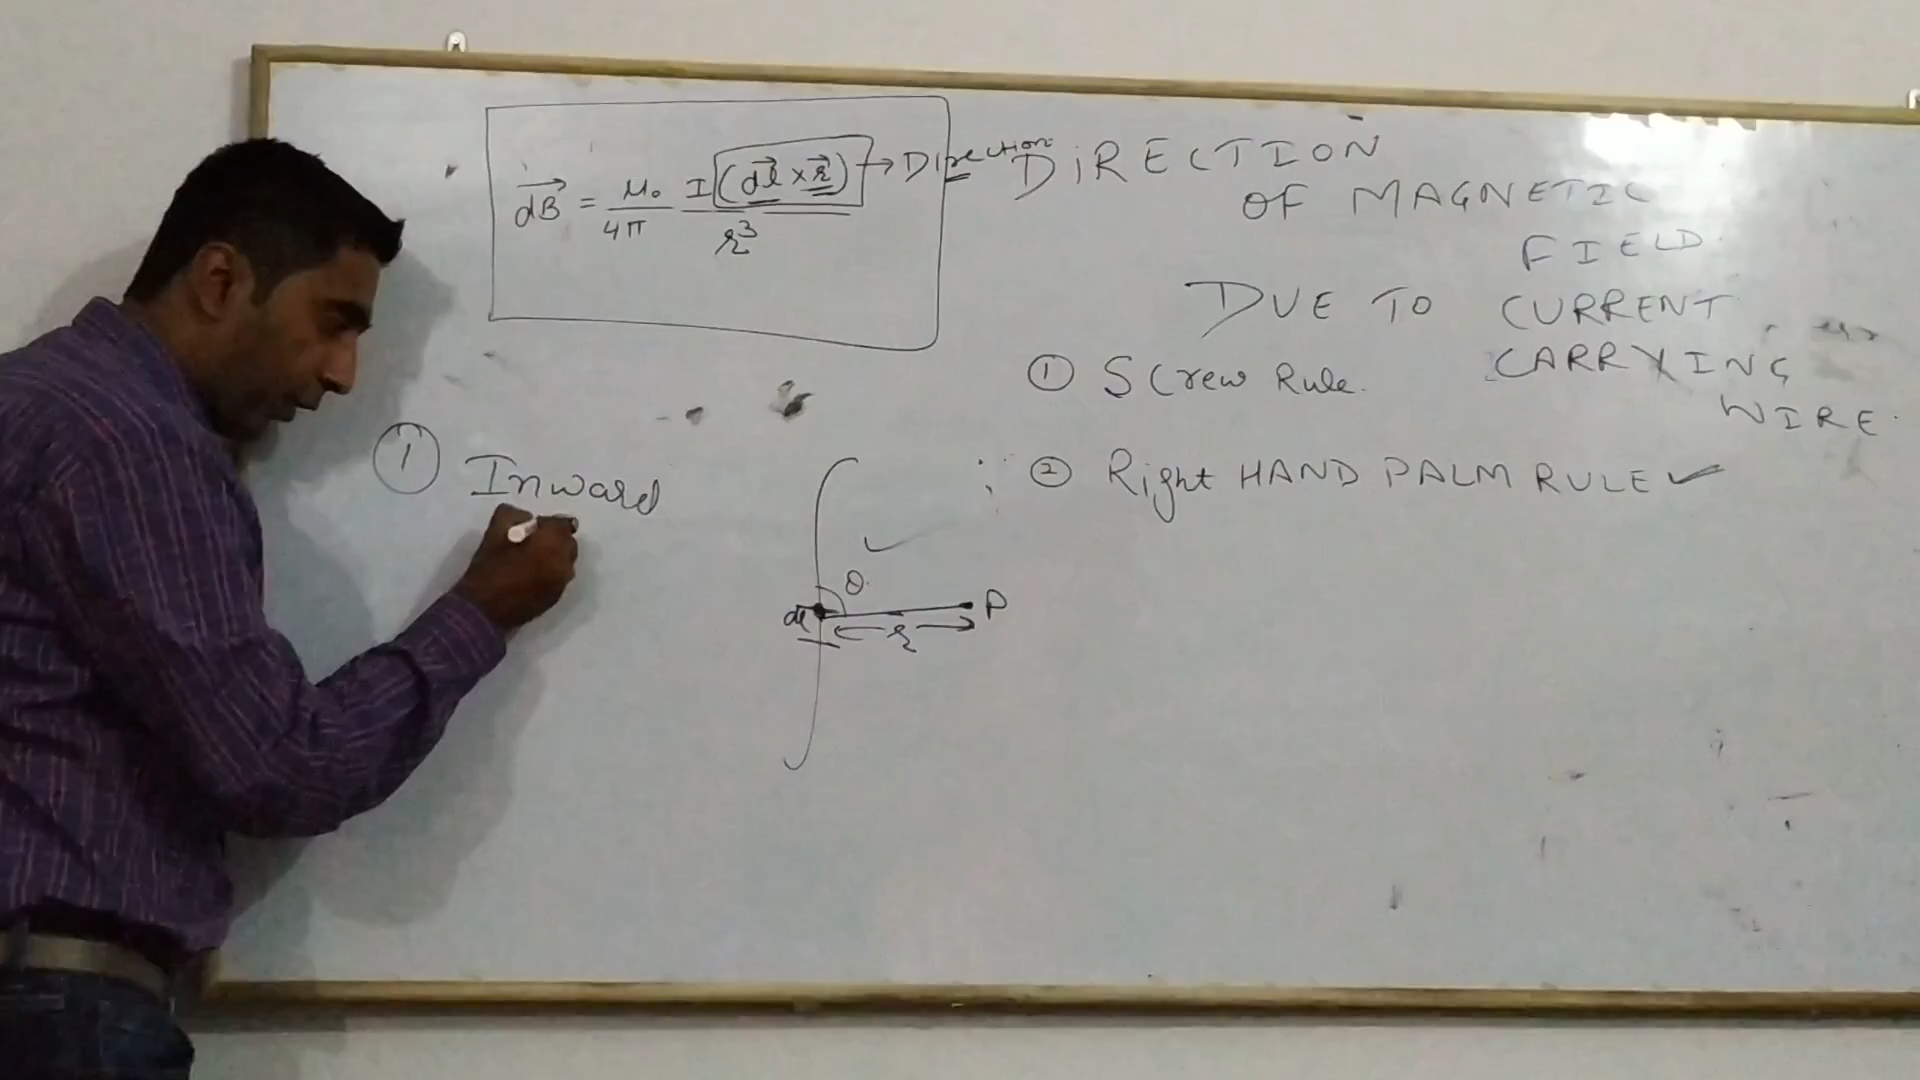 dB⃗ = μ₀/4π I(dl⃗ × r⃗)/r³ → Direction
DIRECTION
OF MAGNETIC
FIELD
DUE TO CURRENT
CARRYING
WIRE.
① Screw Rule.
② Right HAND PALM RULE ✓
① Inward
θ
dl
r
P